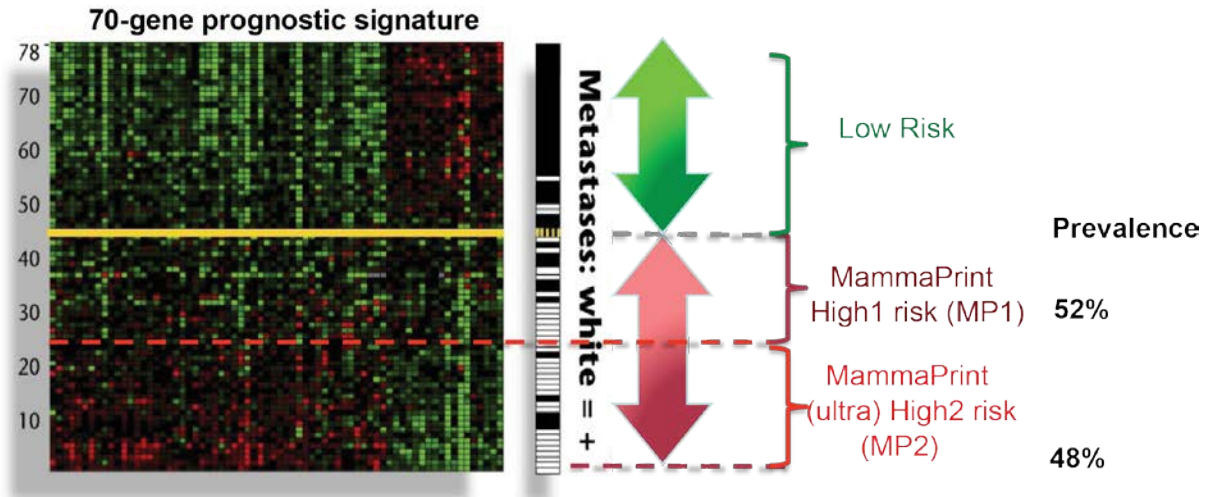 70-gene prognostic signature
78
70
60
50
40
30
20
10
Metastases: white = +
Low Risk
Prevalence
MammaPrint
High1 risk (MP1)
52%
MammaPrint
(ultra) High2 risk
(MP2)
48%